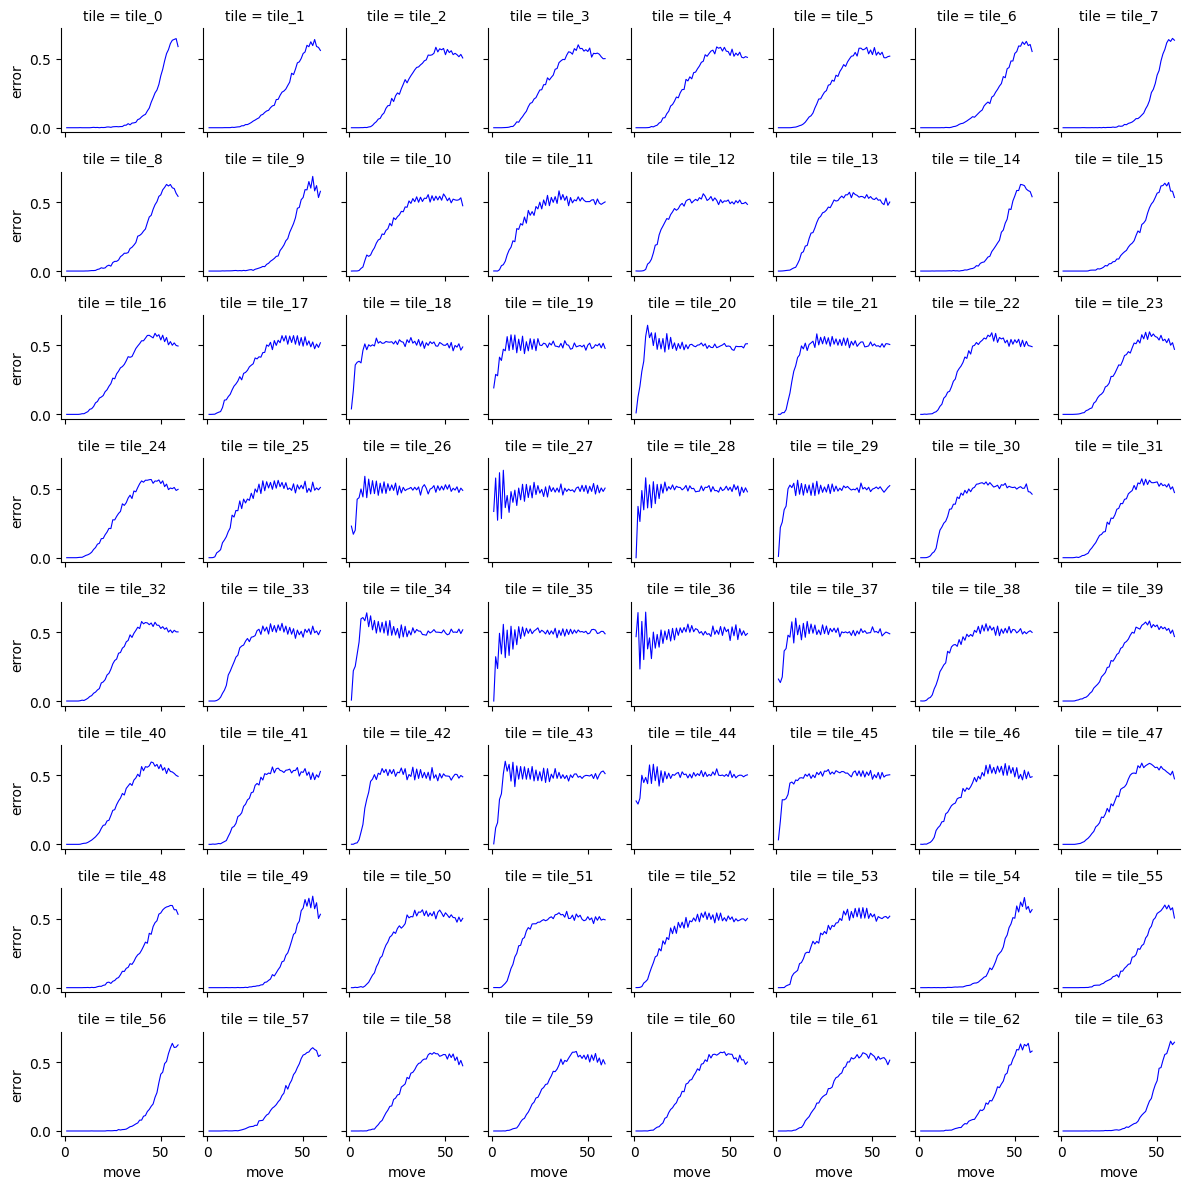 tile = tile_0 tile = tile_1 tile = tile_2 tile = tile_3 tile = tile_4 tile = tile_5 tile = tile_6 tile = tile_7
error
0.5
0.0
tile = tile_8 tile = tile_9 tile = tile_10 tile = tile_11 tile = tile_12 tile = tile_13 tile = tile_14 tile = tile_15
error
0.5
0.0
tile = tile_16 tile = tile_17 tile = tile_18 tile = tile_19 tile = tile_20 tile = tile_21 tile = tile_22 tile = tile_23
error
0.5
0.0
tile = tile_24 tile = tile_25 tile = tile_26 tile = tile_27 tile = tile_28 tile = tile_29 tile = tile_30 tile = tile_31
error
0.5
0.0
tile = tile_32 tile = tile_33 tile = tile_34 tile = tile_35 tile = tile_36 tile = tile_37 tile = tile_38 tile = tile_39
error
0.5
0.0
tile = tile_40 tile = tile_41 tile = tile_42 tile = tile_43 tile = tile_44 tile = tile_45 tile = tile_46 tile = tile_47
error
0.5
0.0
tile = tile_48 tile = tile_49 tile = tile_50 tile = tile_51 tile = tile_52 tile = tile_53 tile = tile_54 tile = tile_55
error
0.5
0.0
tile = tile_56 tile = tile_57 tile = tile_58 tile = tile_59 tile = tile_60 tile = tile_61 tile = tile_62 tile = tile_63
error
0.5
0.0
0 50 0 50 0 50 0 50 0 50 0 50 0 50 0 50
move move move move move move move move